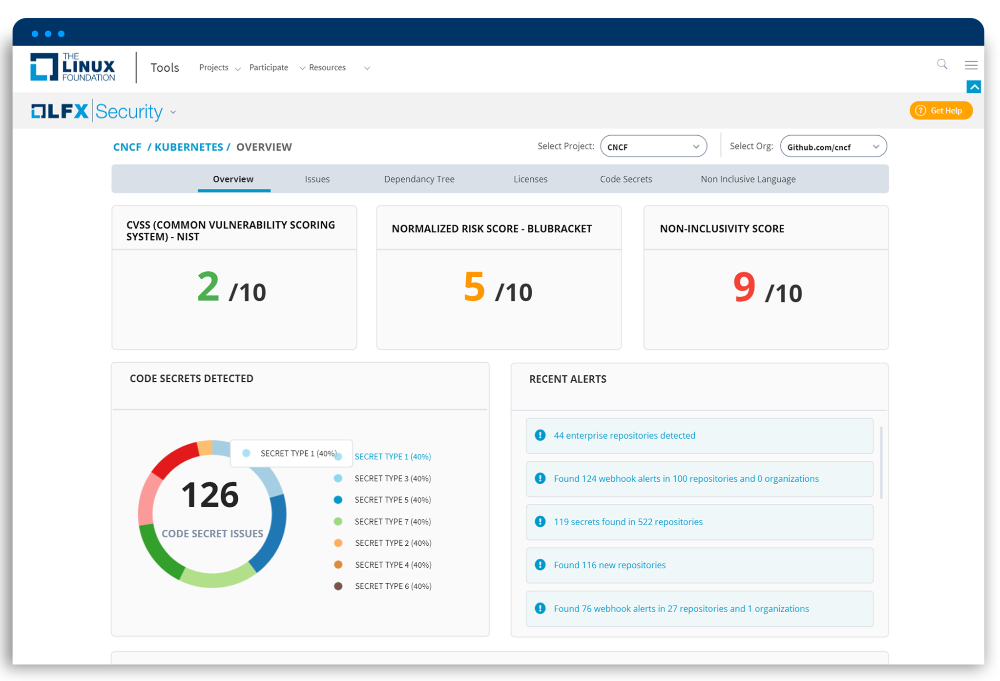 THE
LINUX
FOUNDATION
Tools
Projects
Participate
Resources
LFX Security
Get Help
CNCF / KUBERNETES / OVERVIEW
Select Project:
CNCF
Select Org:
Github.com/cncf
Overview
Issues
Dependancy Tree
Licenses
Code Secrets
Non Inclusive Language
CVSS (COMMON VULNERABILITY SCORING
SYSTEM) - NIST
2 /10
NORMALIZED RISK SCORE - BLUBRACKET
5 /10
NON-INCLUSIVITY SCORE
9 /10
CODE SECRETS DETECTED
126
CODE SECRET ISSUES
SECRET TYPE 1 (40%)
SECRET TYPE 1 (40%)
SECRET TYPE 3 (40%)
SECRET TYPE 5 (40%)
SECRET TYPE 7 (40%)
SECRET TYPE 2 (40%)
SECRET TYPE 4 (40%)
SECRET TYPE 6 (40%)
RECENT ALERTS
44 enterprise repositories detected
Found 124 webhook alerts in 100 repositories and 0 organizations
119 secrets found in 522 repositories
Found 116 new repositories
Found 76 webhook alerts in 27 repositories and 1 organizations